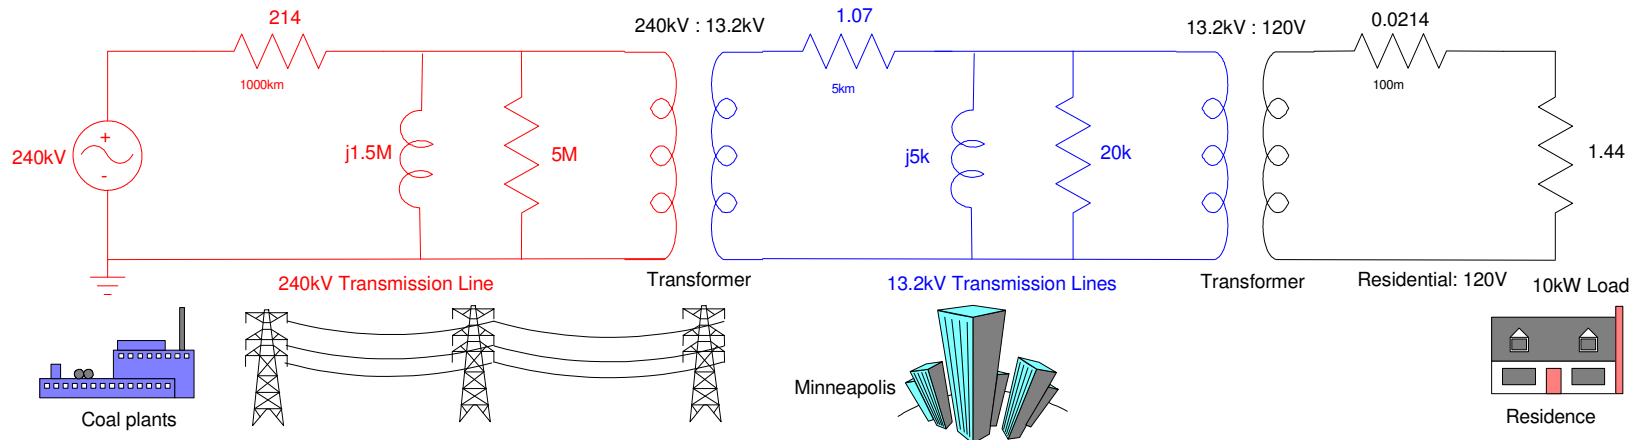 214
240kV : 13.2kV
1.07
13.2kV : 120V
0.0214
1000km
5km
100m
240kV
+
-
j1.5M
5M
j5k
20k
1.44
240kV Transmission Line
Transformer
13.2kV Transmission Lines
Transformer
Residential: 120V
10kW Load
Coal plants
Minneapolis
Residence